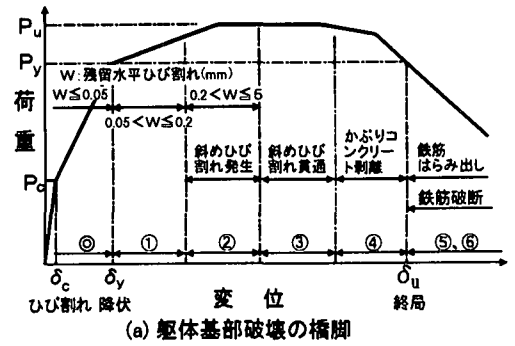 Pu
W:残留水平ひび割れ(mm)
Py
W≦0.05
0.2<W≦6
0.05<W≦0.2
荷重
斜めひび
割れ発生
斜めひび
割れ貫通
かぶりコ
ンクリー
ト剥離
鉄筋
はらみ出し
鉄筋破断
Pc
⓪ ① ② ③ ④ ⑤、⑥
δc δy δu
ひび割れ 降伏 変 位 終局
(a) 躯体基部破壊の橋脚